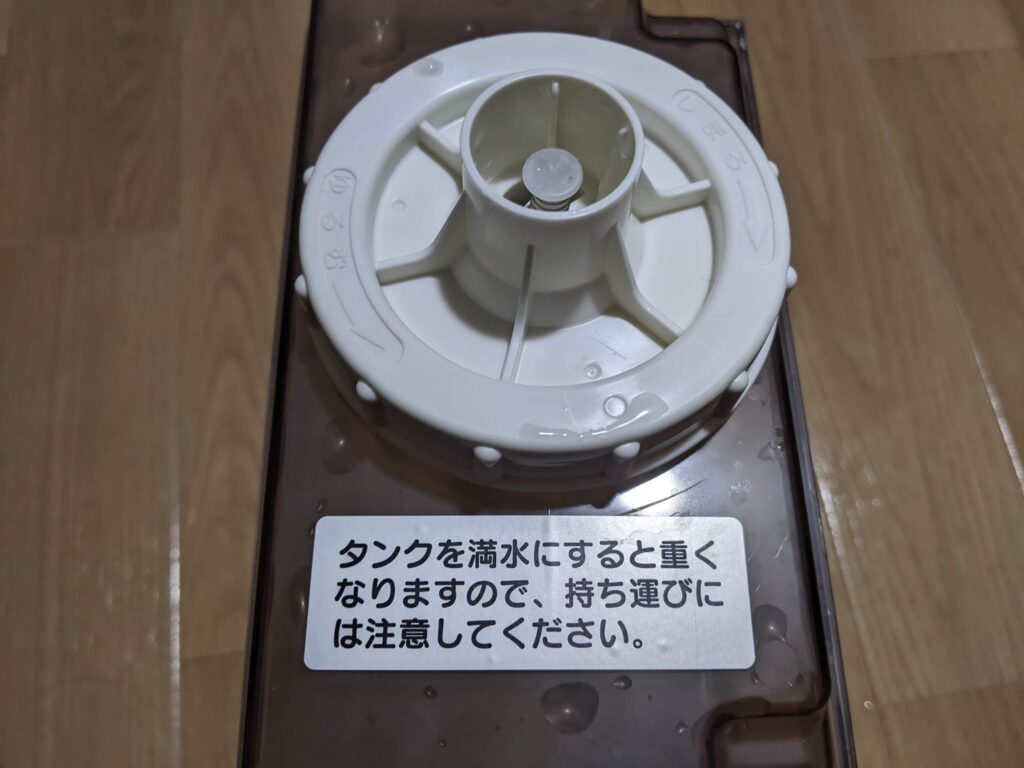 しまる
ゆるむ
タンクを満水にすると重く
なりますので、持ち運びに
は注意してください。